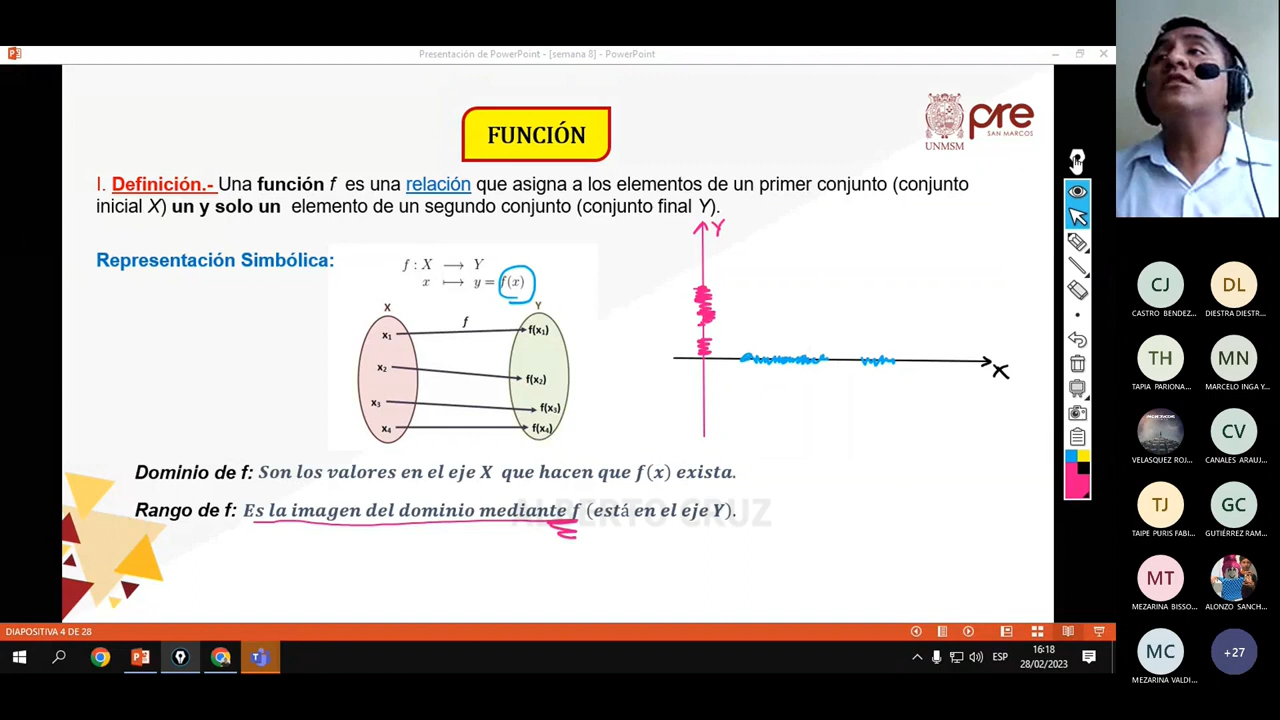 Presentación de PowerPoint - [semana 8] - PowerPoint
FUNCIÓN
pre
SAN MARCOS
UNMSM
I. Definición.- Una función f es una relación que asigna a los elementos de un primer conjunto (conjunto
inicial X) un y solo un elemento de un segundo conjunto (conjunto final Y).
Representación Simbólica:
f : X ⟶ Y
x ⟼ y = f(x)
X
Y
f
x1
f(x1)
x2
f(x2)
x3
f(x3)
x4
f(x4)
Y
X
Dominio de f: Son los valores en el eje X que hacen que f(x) exista.
Rango de f: Es la imagen del dominio mediante f (está en el eje Y).
ALBERTO CRUZ
DIAPOSITIVA 4 DE 28
ESP
16:18
28/02/2023
CJ
CASTRO BENDEZ...
DL
DIESTRA DIESTR...
TH
TAPIA PARIONA...
MN
MARCELO INGA Y...
VELASQUEZ ROJ...
CV
CANALES ARAUJ...
TJ
TAIPE PURIS FABI...
GC
GUTIÉRREZ RAM...
MT
MEZARINA BISSO...
ALONZO SANCH...
MC
MEZARINA VALDI...
+27